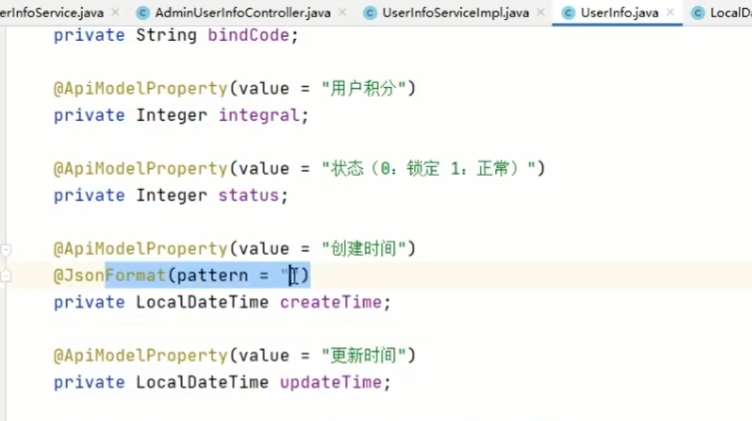 erInfoService.java AdminUserInfoController.java UserInfoServiceImpl.java UserInfo.java LocalDa
private String bindCode;
@ApiModelProperty(value = "用户积分")
private Integer integral;
@ApiModelProperty(value = "状态（0：锁定 1：正常）")
private Integer status;
@ApiModelProperty(value = "创建时间")
@JsonFormat(pattern = "")
private LocalDateTime createTime;
@ApiModelProperty(value = "更新时间")
private LocalDateTime updateTime;